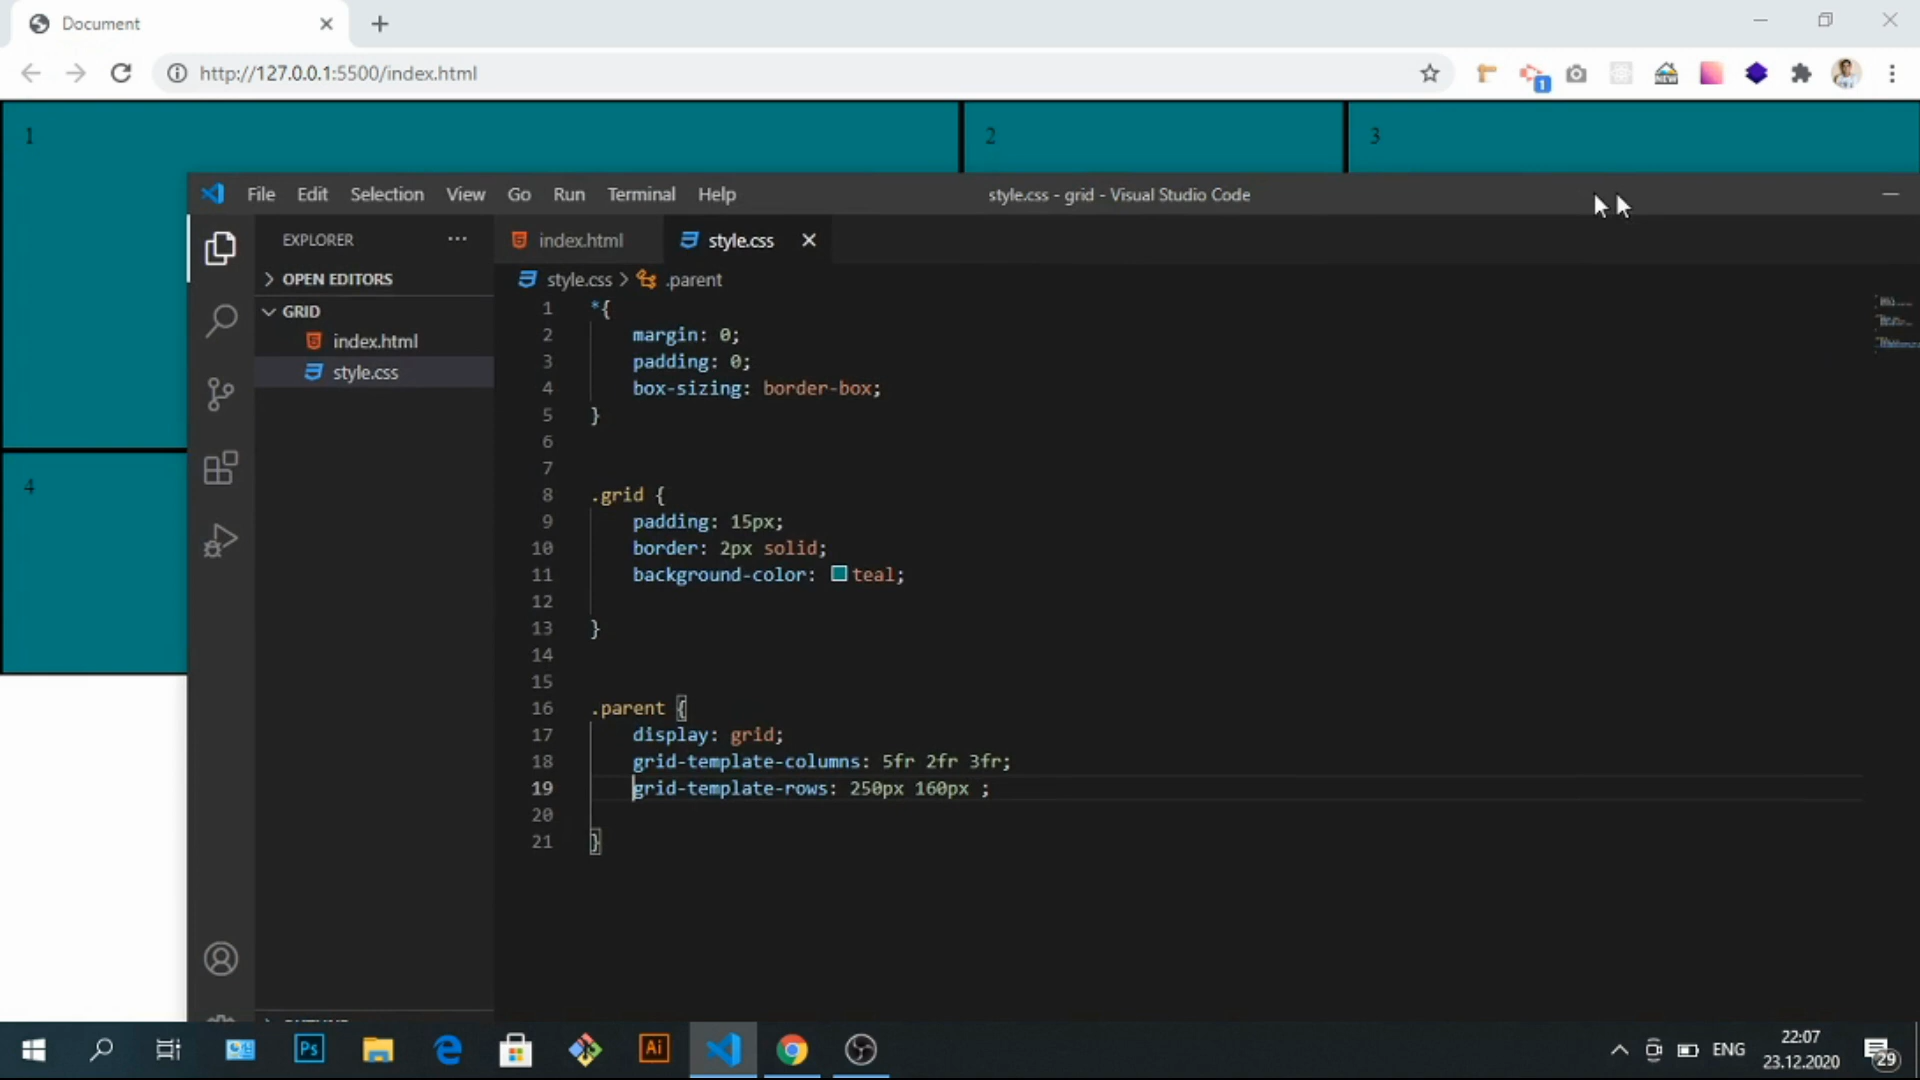 Document
http://127.0.0.1:5500/index.html
1
NEW
1
2
3
File Edit Selection View Go Run Terminal Help
style.css - grid - Visual Studio Code
EXPLORER
index.html
style.css
OPEN EDITORS
style.css > .parent
GRID
index.html
style.css
4
1 *{
2 margin: 0;
3 padding: 0;
4 box-sizing: border-box;
5 }
6
7
8 .grid {
9 padding: 15px;
10 border: 2px solid;
11 background-color: teal;
12
13 }
14
15
16 .parent {
17 display: grid;
18 grid-template-columns: 5fr 2fr 3fr;
19 grid-template-rows: 250px 160px ;
20
21 }
Ps
Ai
ENG
22:07
23.12.2020
29